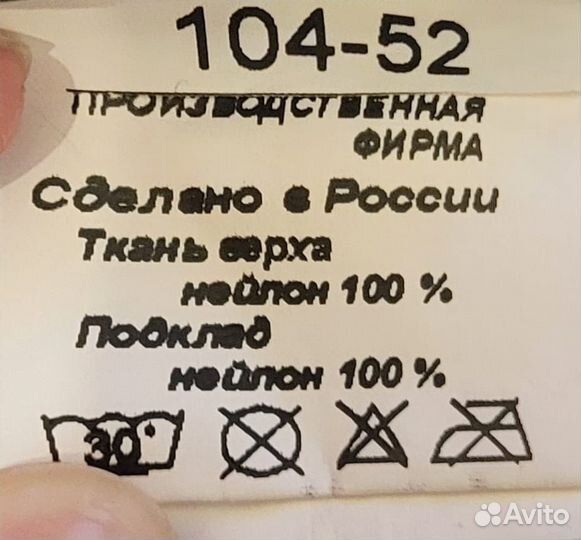 104-52
ПРОИЗВОДСТВЕННАЯ
ФИРМА
Сделано в России
Ткань верха
нейлон 100 %
Подклад
нейлон 100 %
30°
Avito